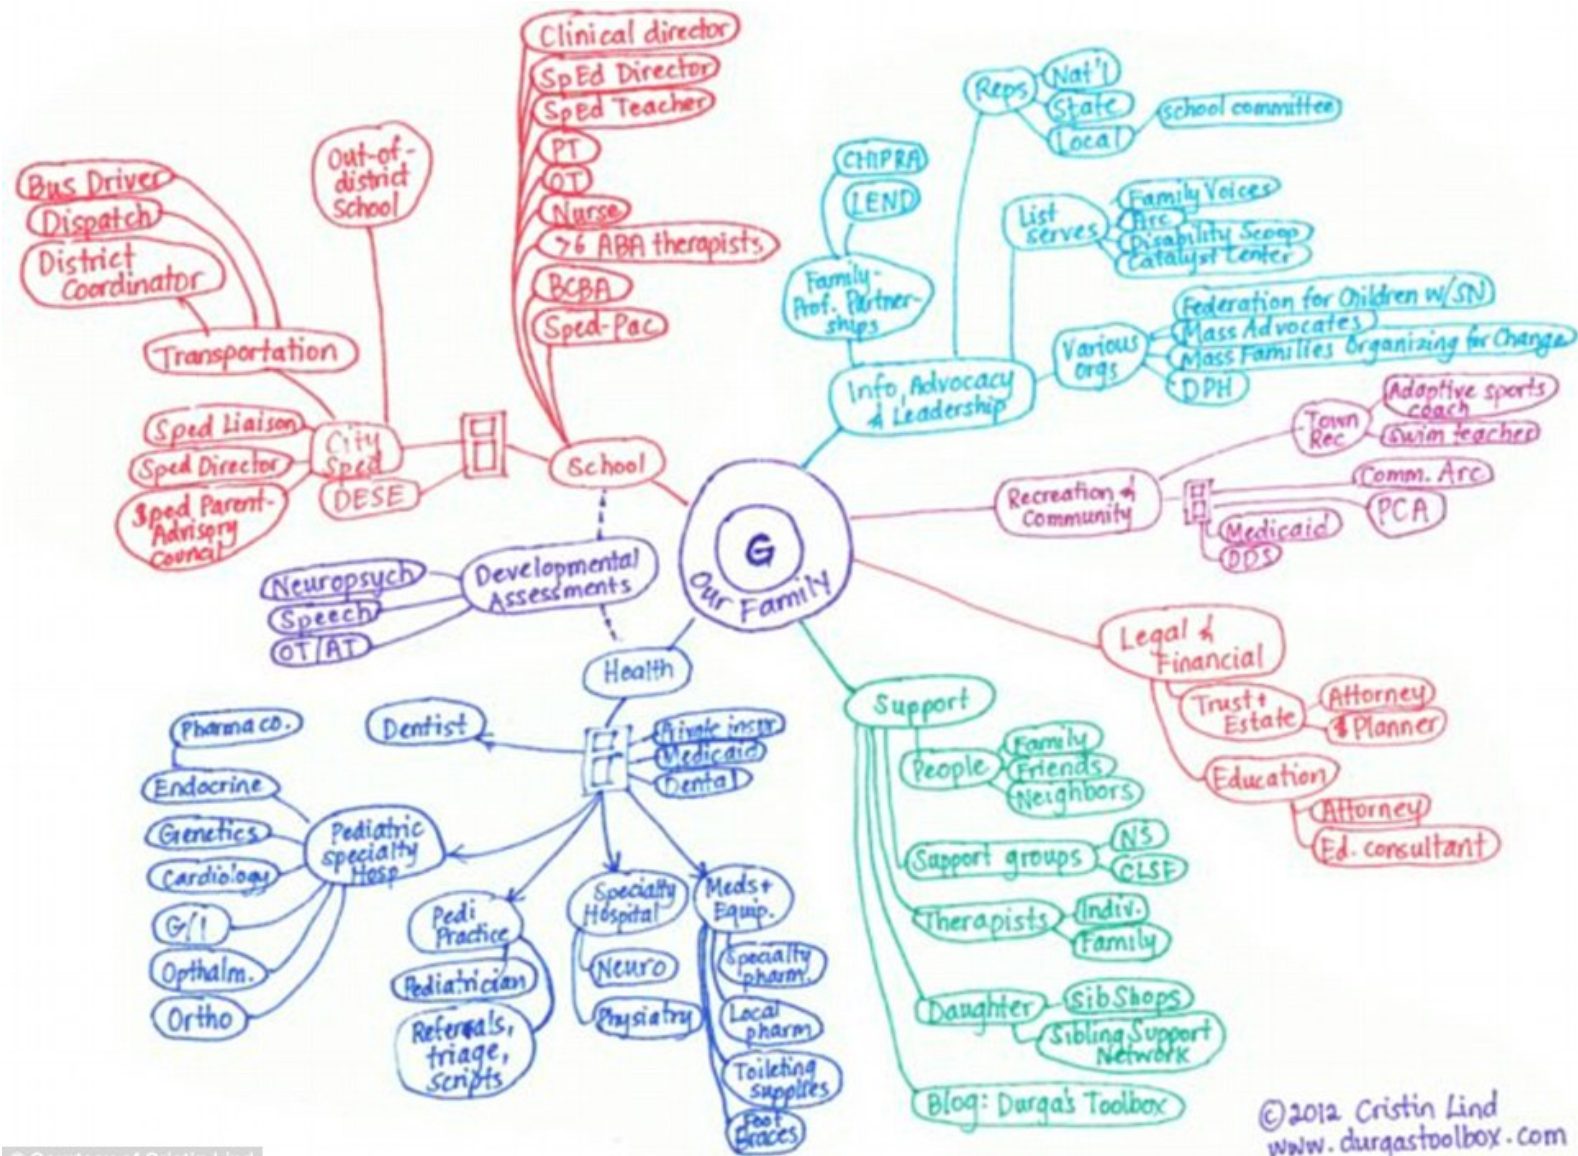 Clinical director
SpEd Director
SpEd Teacher
PT
OT
Nurse
>6 ABA therapists
BCBA
Sped-Pac
School
Out-of-
district
School
Bus Driver
Dispatch
District
Coordinator
Transportation
Sped Liaison
Sped Director
Sped Parent-
Advisory
Council
City
Sped
DESE
Reps
Nat'l
State
Local
school committee
CHIPRA
LEND
Family-
Prof. Partner-
ships
List
serves
Family Voices
Arc
Disability Scoop
Catalyst Center
Various
orgs
Federation for Children w/SN
Mass Advocates
Mass Families Organizing for Change
DPH
Info, Advocacy
& Leadership
Town
Rec
Adaptive sports
coach
Swim teacher
Recreation &
Community
Comm. Arc
PCA
Medicaid
DDS
G
Our Family
Developmental
Assessments
Neuropsych
Speech
OT/AT
Legal &
Financial
Trust +
Estate
Attorney
$ Planner
Education
Attorney
Ed. consultant
Health
Dentist
Private insur
Medicaid
Dental
Pharma co.
Endocrine
Genetics
Cardiology
G/I
Opthalm.
Ortho
Pediatric
specialty
Hosp
Pedi
Practice
Pediatrician
Referrals,
triage,
scripts
Specialty
Hospital
Neuro
Physiatry
Meds +
Equip.
Specialty
pharm.
Local
pharm
Toileting
supplies
Foot
Braces
Support
People
Family
Friends
Neighbors
Support groups
NS
CLSF
Therapists
Indiv.
Family
Daughter
SibShops
Sibling Support
Network
Blog: Durga's Toolbox
©2012 Cristin Lind
www.durgastoolbox.com